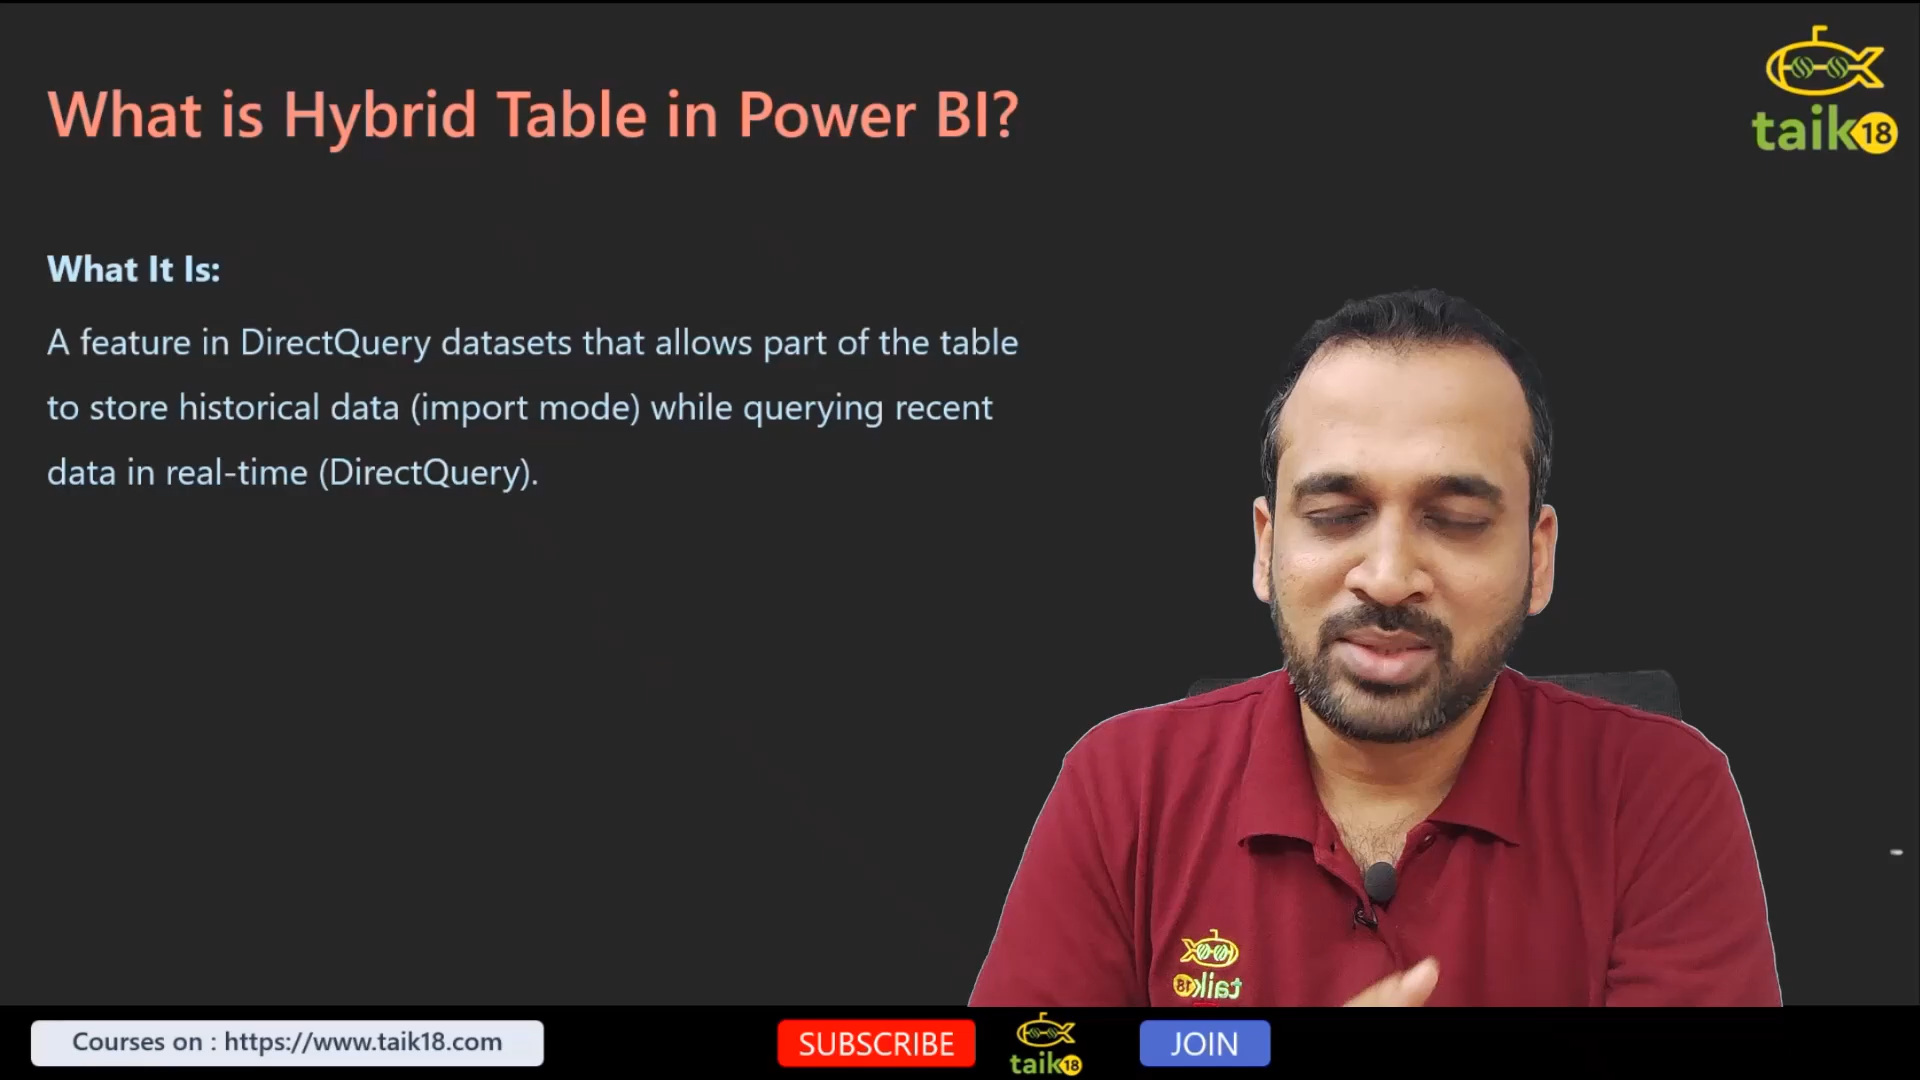 What is Hybrid Table in Power BI?
taik18
What It Is:
A feature in DirectQuery datasets that allows part of the table
to store historical data (import mode) while querying recent
data in real-time (DirectQuery).
taik18
Courses on : https://www.taik18.com
SUBSCRIBE
taik18
JOIN